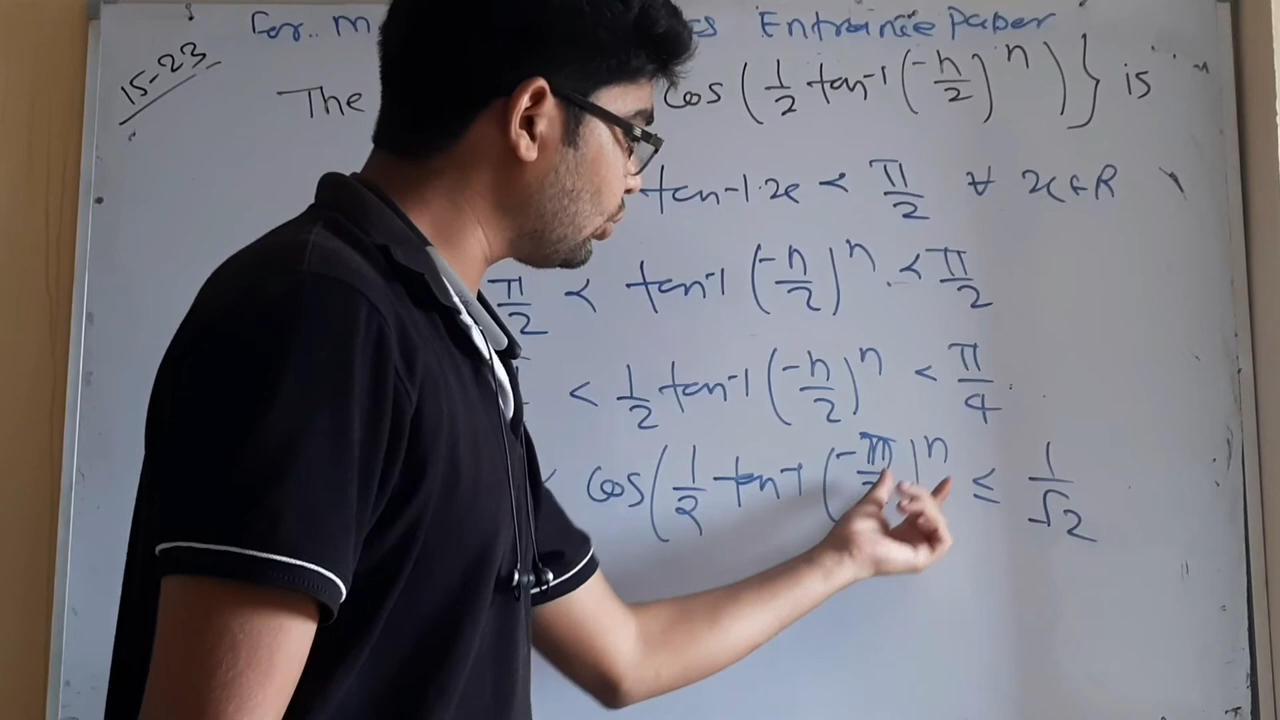 For.. M Entrance Paper
15-23
The cos (1/2 tan-1 (-n/2)^n ) } is
tan-1.x < π/2 ∀ x ∈ R
π/2 < tan-1 (-n/2)^n < π/2
< 1/2 tan-1 (-n/2)^n < π/4
cos (1/2 tan-1 (- )^n ≤ 1/√2